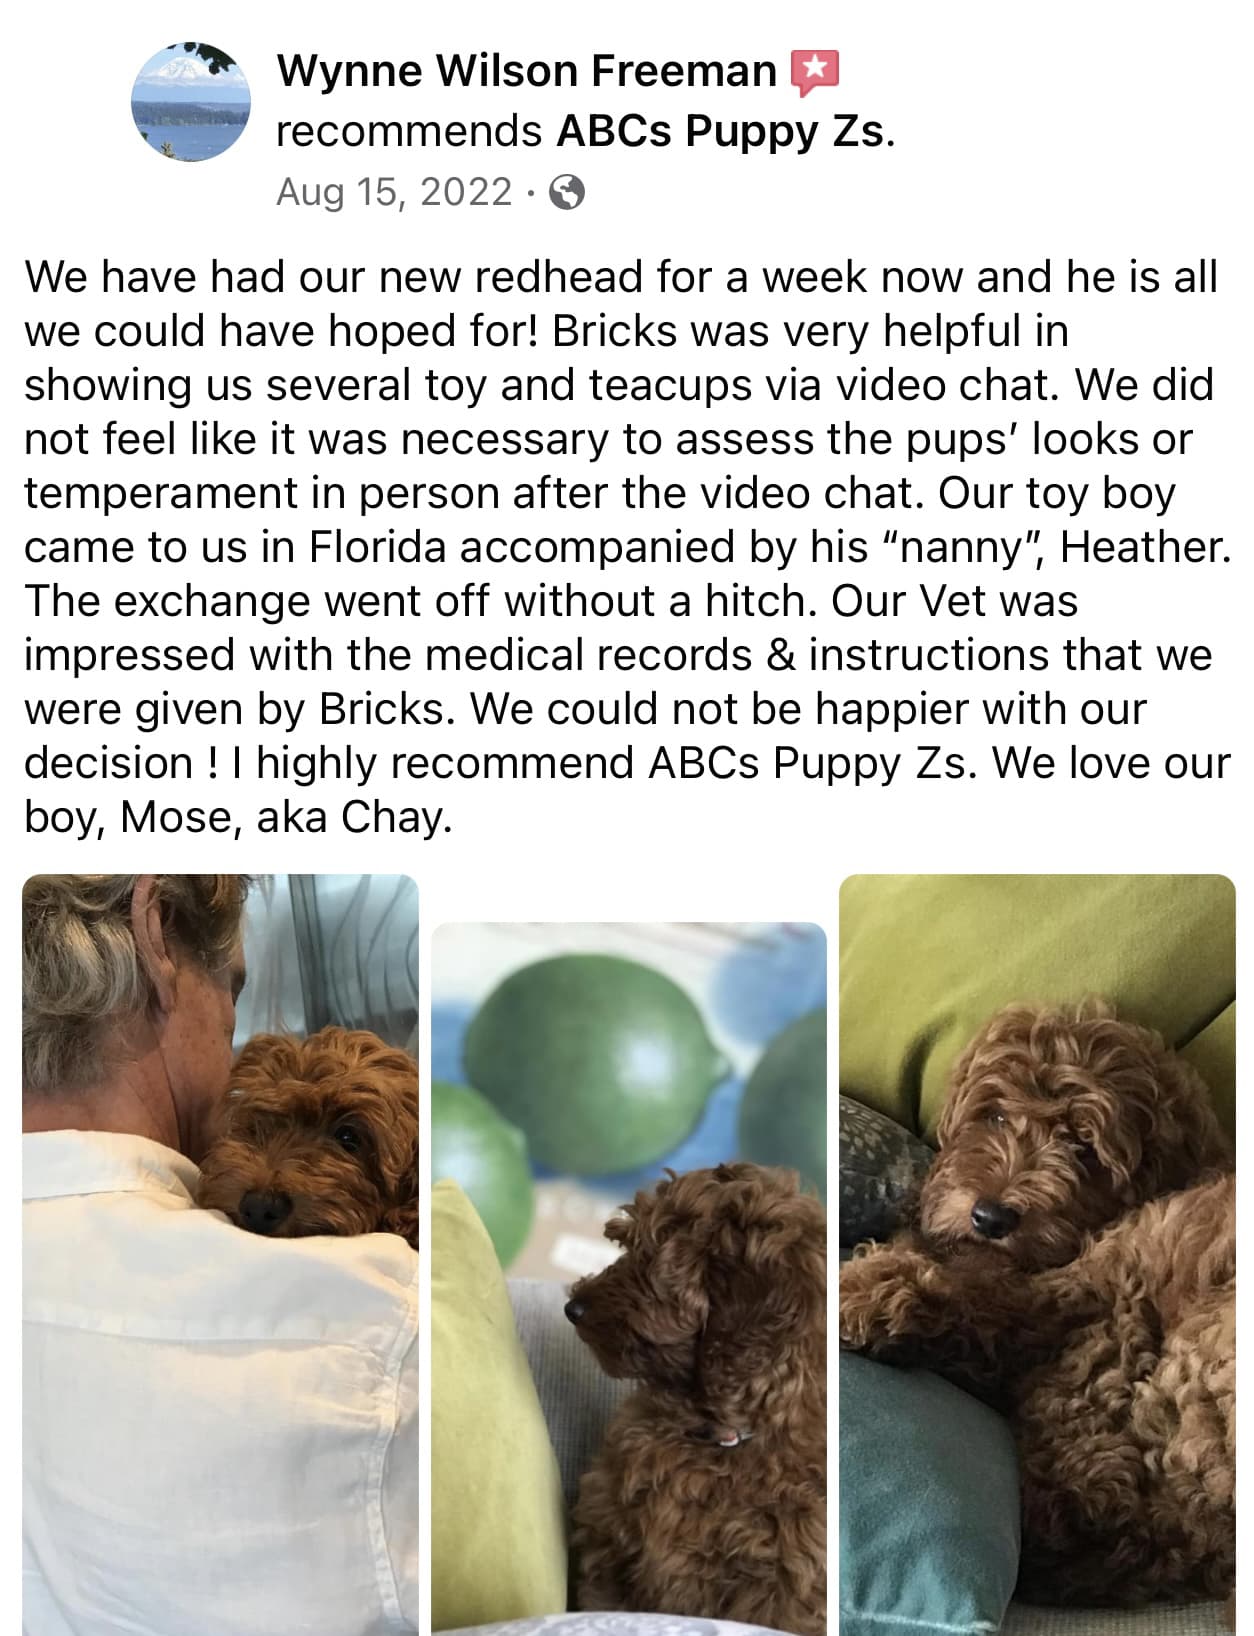 Wynne Wilson Freeman
recommends ABCs Puppy Zs.
Aug 15, 2022 ·
We have had our new redhead for a week now and he is all
we could have hoped for! Bricks was very helpful in
showing us several toy and teacups via video chat. We did
not feel like it was necessary to assess the pups’ looks or
temperament in person after the video chat. Our toy boy
came to us in Florida accompanied by his “nanny”, Heather.
The exchange went off without a hitch. Our Vet was
impressed with the medical records & instructions that we
were given by Bricks. We could not be happier with our
decision ! I highly recommend ABCs Puppy Zs. We love our
boy, Mose, aka Chay.